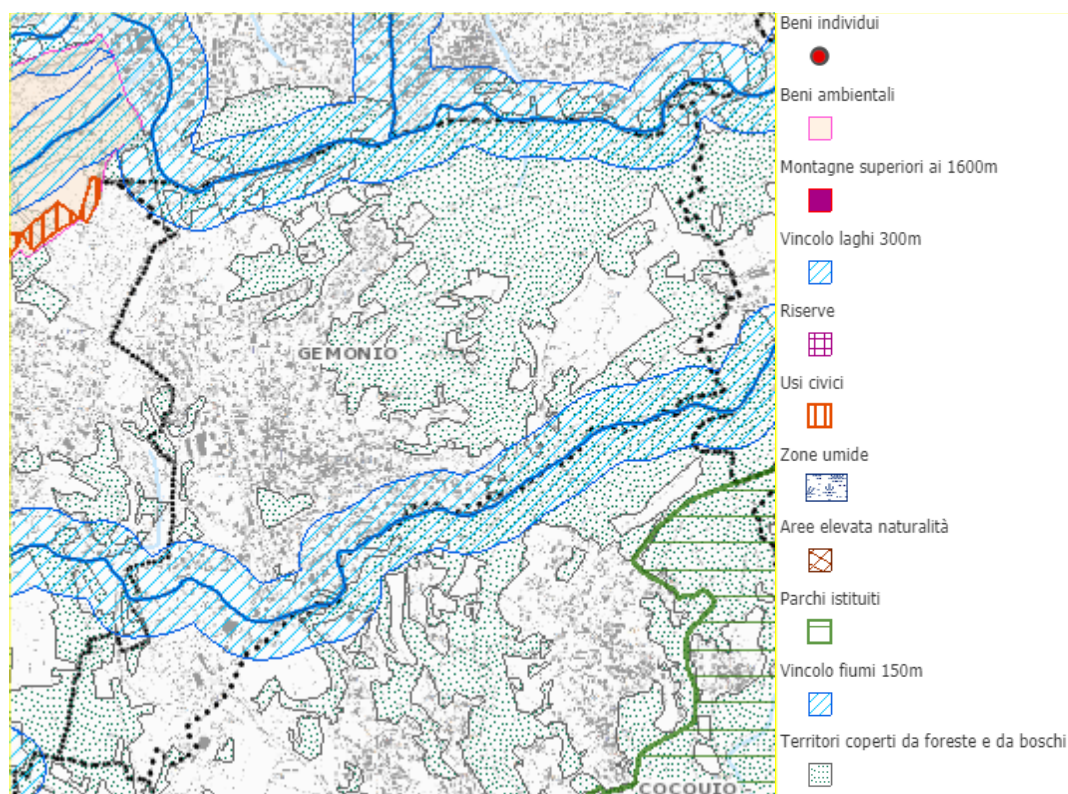 Beni individui
Beni ambientali
Montagne superiori ai 1600m
Vincolo laghi 300m
Riserve
Usi civici
Zone umide
Aree elevata naturalità
Parchi istituiti
Vincolo fiumi 150m
Territori coperti da foreste e da boschi
GEMONIO
COCQUIO